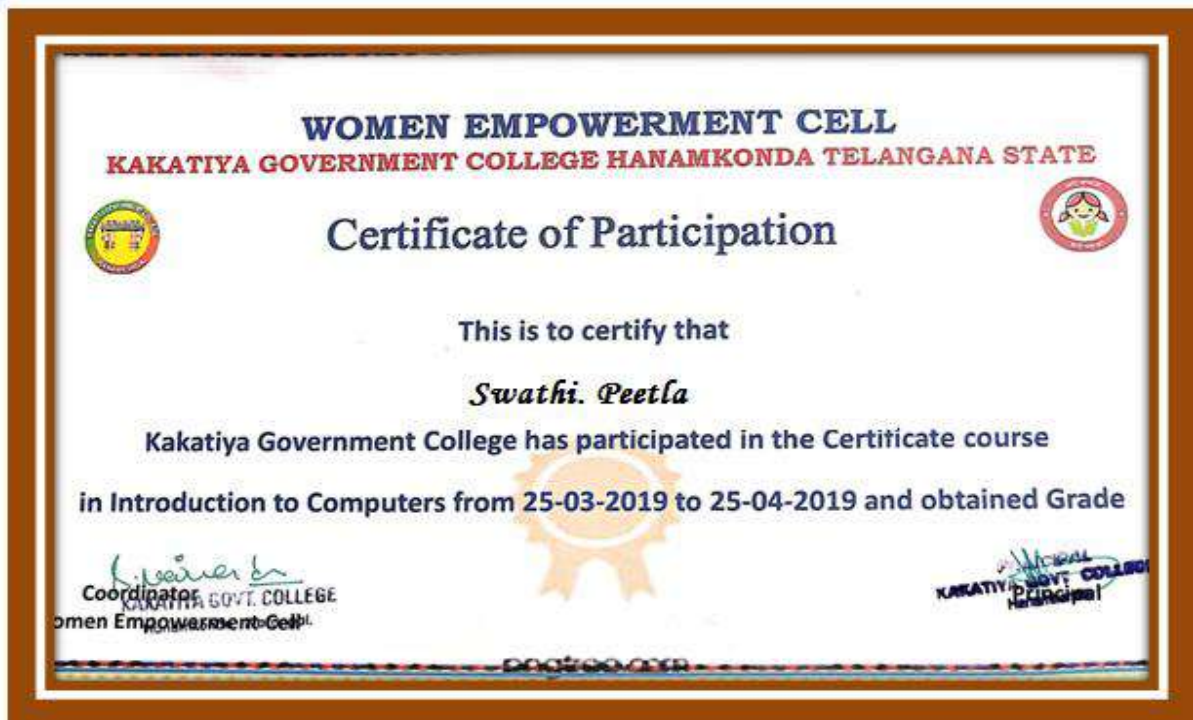 WOMEN EMPOWERMENT CELL
KAKATIYA GOVERNMENT COLLEGE HANAMKONDA TELANGANA STATE
Certificate of Participation
This is to certify that
Swathi. Peetla
Kakatiya Government College has participated in the Certificate course
in Introduction to Computers from 25-03-2019 to 25-04-2019 and obtained Grade
Coordinator
KAKATIYA GOVT. COLLEGE
omen Empowerment Cell
KAKATIYA GOVT COLLEGE
Principal